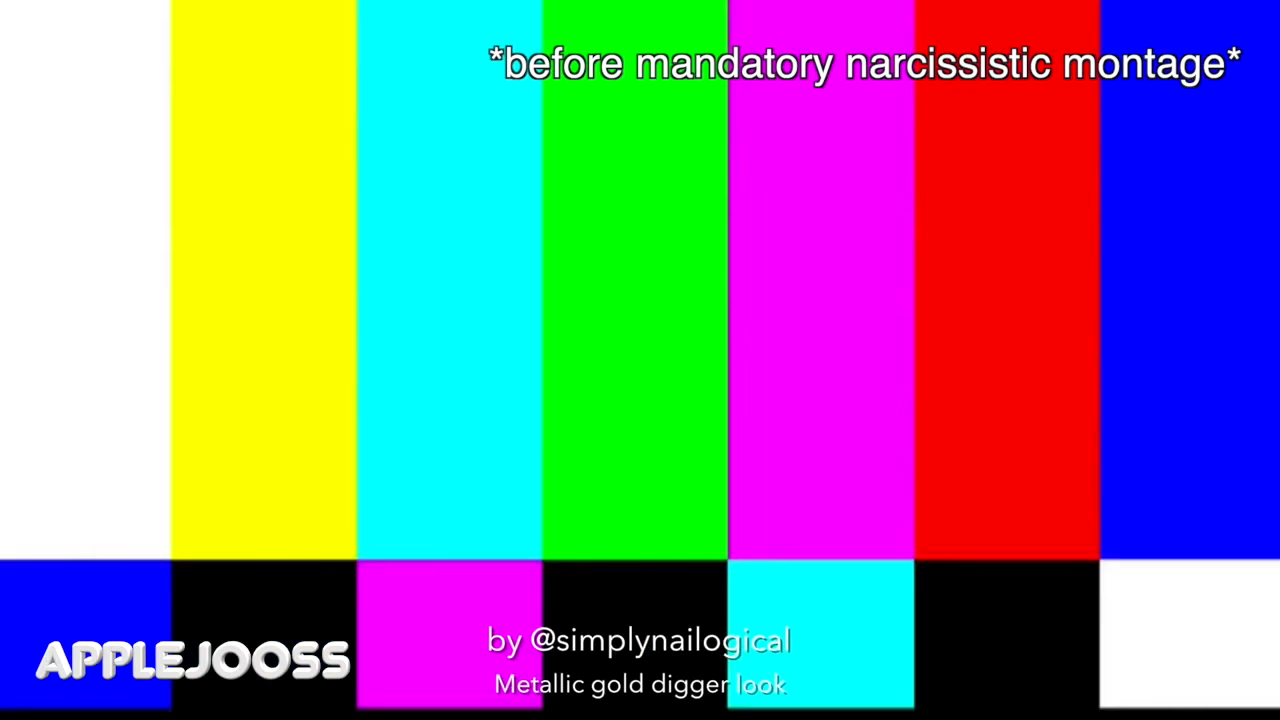 *before mandatory narcissistic montage*
by @simplynailogical
APPLEJOOSS
Metallic gold digger look